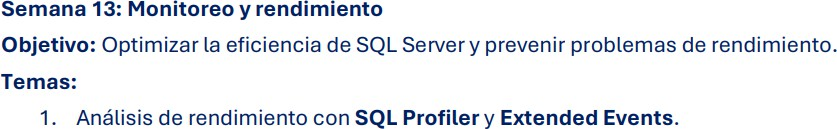 Semana 13: Monitoreo y rendimiento
Objetivo: Optimizar la eficiencia de SQL Server y prevenir problemas de rendimiento.
Temas:
1. Análisis de rendimiento con SQL Profiler y Extended Events.